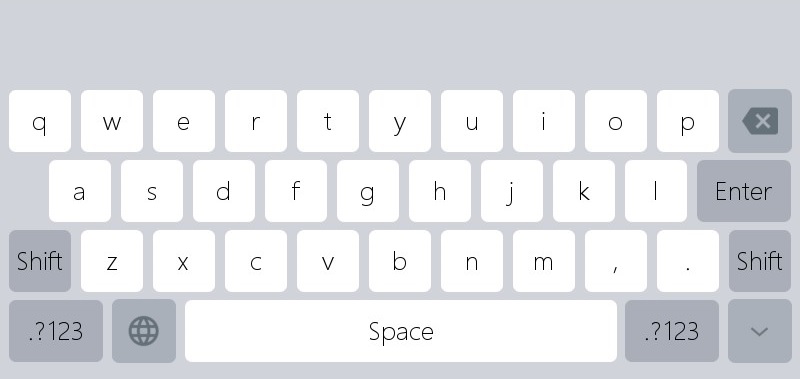 q w e r t y u i o p
a s d f g h j k l Enter
Shift z x c v b n m , . Shift
.?123 Space .?123